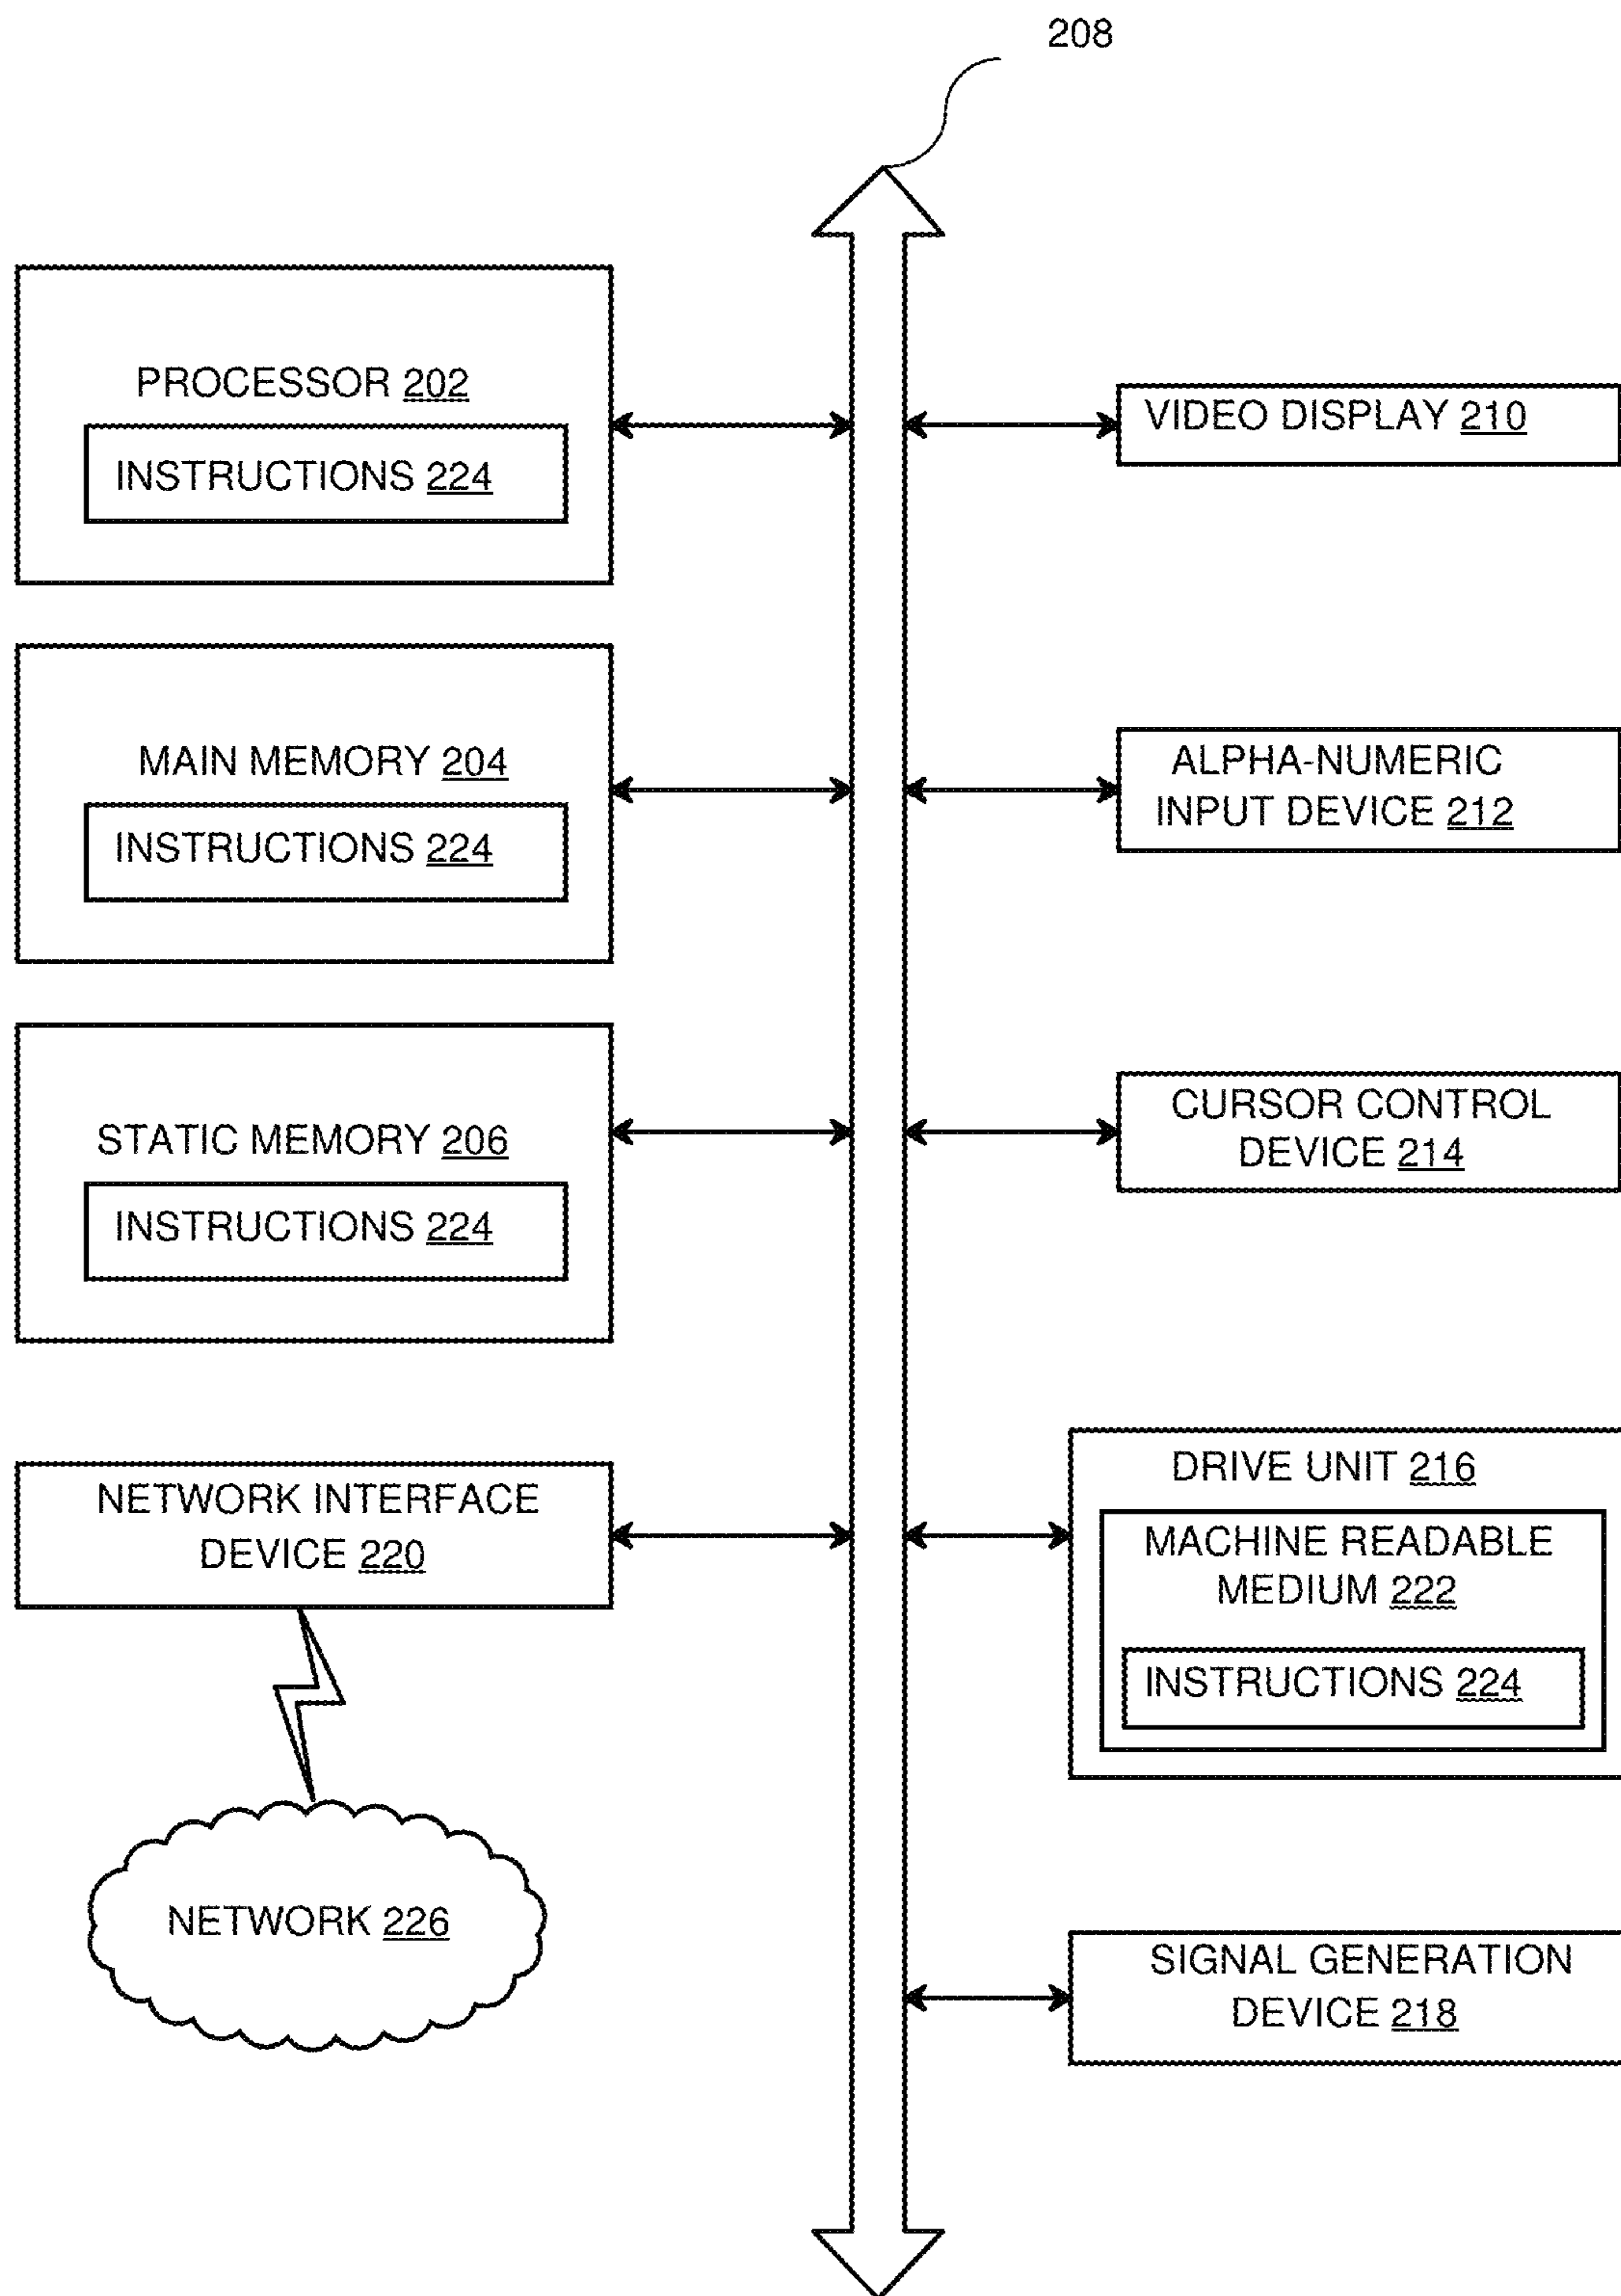 208
PROCESSOR 202
INSTRUCTIONS 224
MAIN MEMORY 204
INSTRUCTIONS 224
STATIC MEMORY 206
INSTRUCTIONS 224
NETWORK INTERFACE
DEVICE 220
NETWORK 226
VIDEO DISPLAY 210
ALPHA-NUMERIC
INPUT DEVICE 212
CURSOR CONTROL
DEVICE 214
DRIVE UNIT 216
MACHINE READABLE
MEDIUM 222
INSTRUCTIONS 224
SIGNAL GENERATION
DEVICE 218